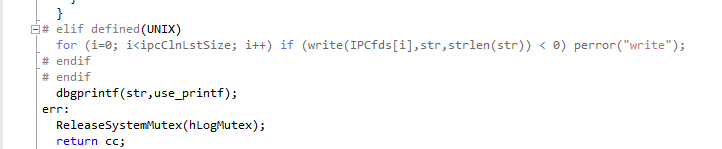 }
# elif defined(UNIX)
for (i=0; i<ipcClnLstSize; i++) if (write(IPCfds[i],str,strlen(str)) < 0) perror("write");
# endif
# endif
dbgprintf(str,use_printf);
err:
ReleaseSystemMutex(hLogMutex);
return cc;